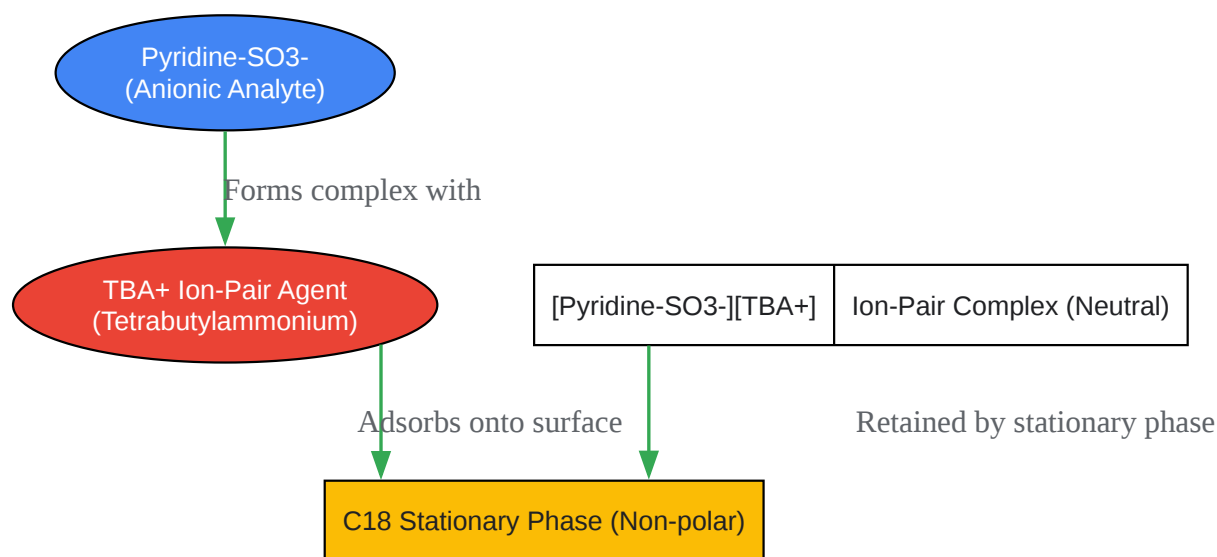 Pyridine-SO3-
(Anionic Analyte)
Forms complex with
TBA+ Ion-Pair Agent
(Tetrabutylammonium)
[Pyridine-SO3-][TBA+]
Ion-Pair Complex (Neutral)
Adsorbs onto surface
Retained by stationary phase
C18 Stationary Phase (Non-polar)